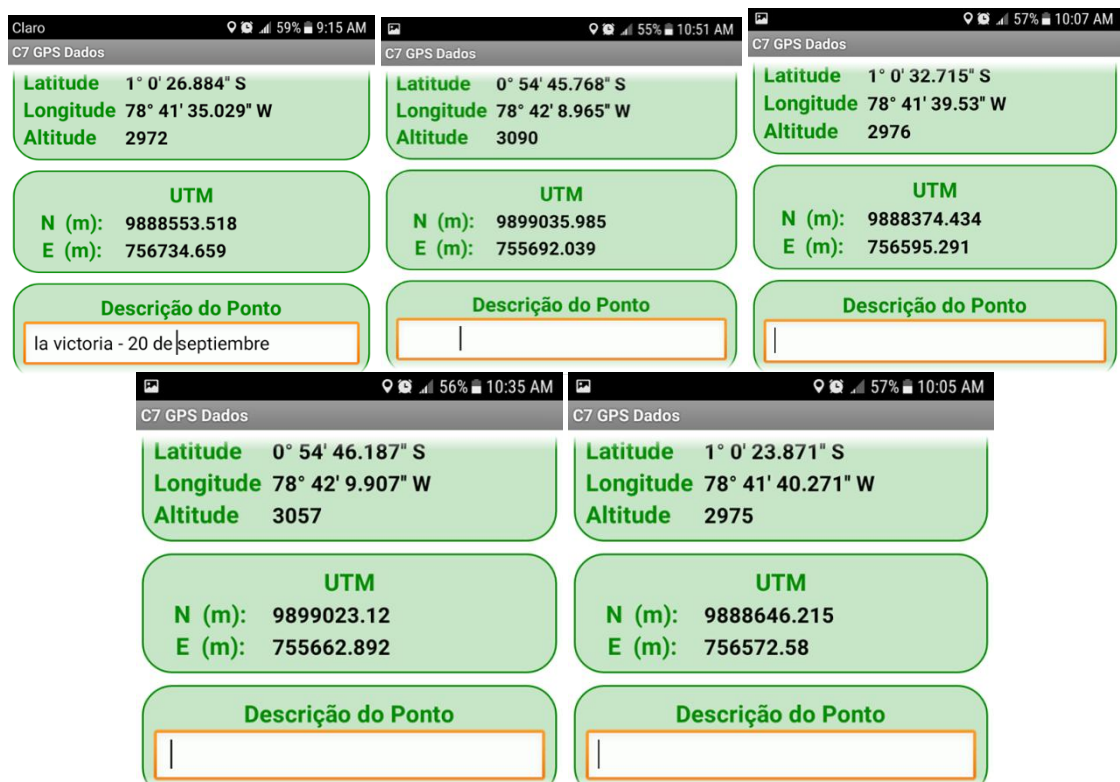 Claro 59% 9:15 AM
C7 GPS Dados
Latitude 1° 0' 26.884" S
Longitude 78° 41' 35.029" W
Altitude 2972
UTM
N (m): 9888553.518
E (m): 756734.659
Descrição do Ponto
la victoria - 20 de septiembre
55% 10:51 AM
C7 GPS Dados
Latitude 0° 54' 45.768" S
Longitude 78° 42' 8.965" W
Altitude 3090
UTM
N (m): 9899035.985
E (m): 755692.039
Descrição do Ponto
57% 10:07 AM
C7 GPS Dados
Latitude 1° 0' 32.715" S
Longitude 78° 41' 39.53" W
Altitude 2976
UTM
N (m): 9888374.434
E (m): 756595.291
Descrição do Ponto
56% 10:35 AM
C7 GPS Dados
Latitude 0° 54' 46.187" S
Longitude 78° 42' 9.907" W
Altitude 3057
UTM
N (m): 9899023.12
E (m): 755662.892
Descrição do Ponto
57% 10:05 AM
C7 GPS Dados
Latitude 1° 0' 23.871" S
Longitude 78° 41' 40.271" W
Altitude 2975
UTM
N (m): 9888646.215
E (m): 756572.58
Descrição do Ponto